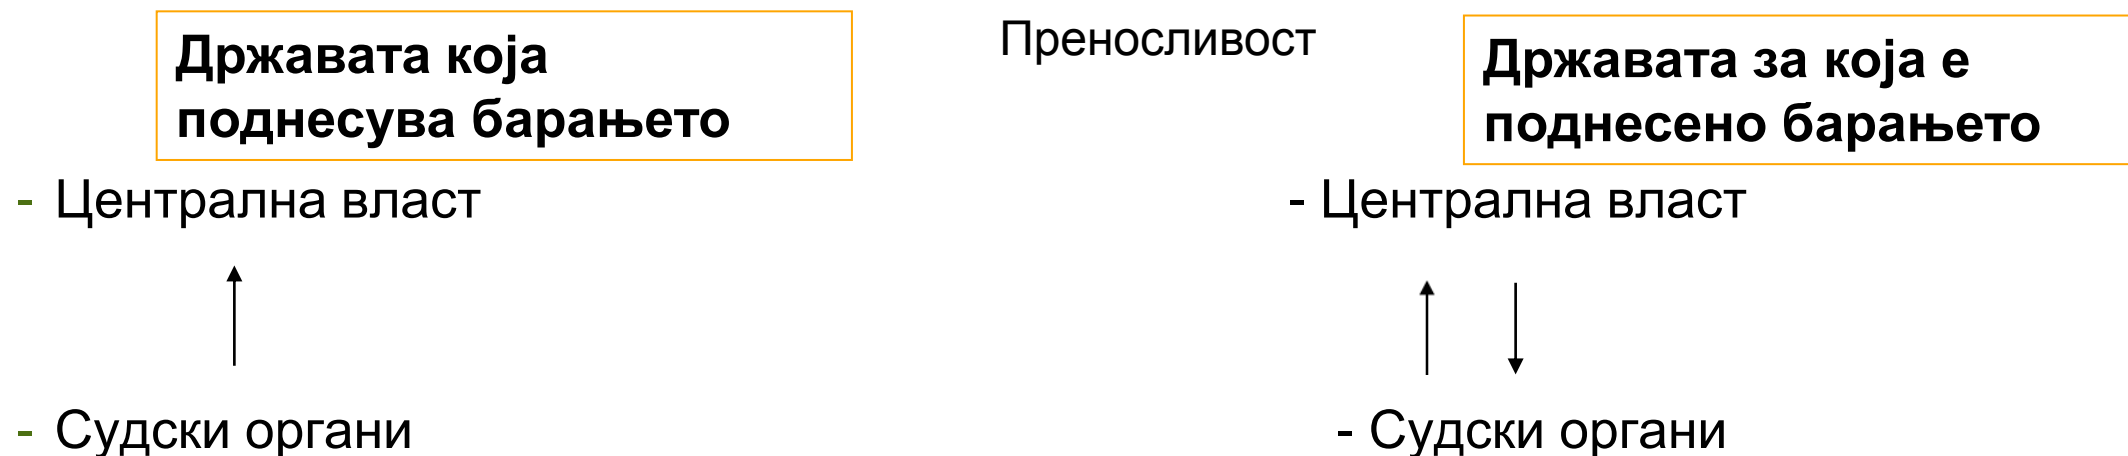 Државата која
поднесува барањето
Преносливост
Државата за која е
поднесено барањето
- Централна власт
- Централна власт
- Судски органи
- Судски органи